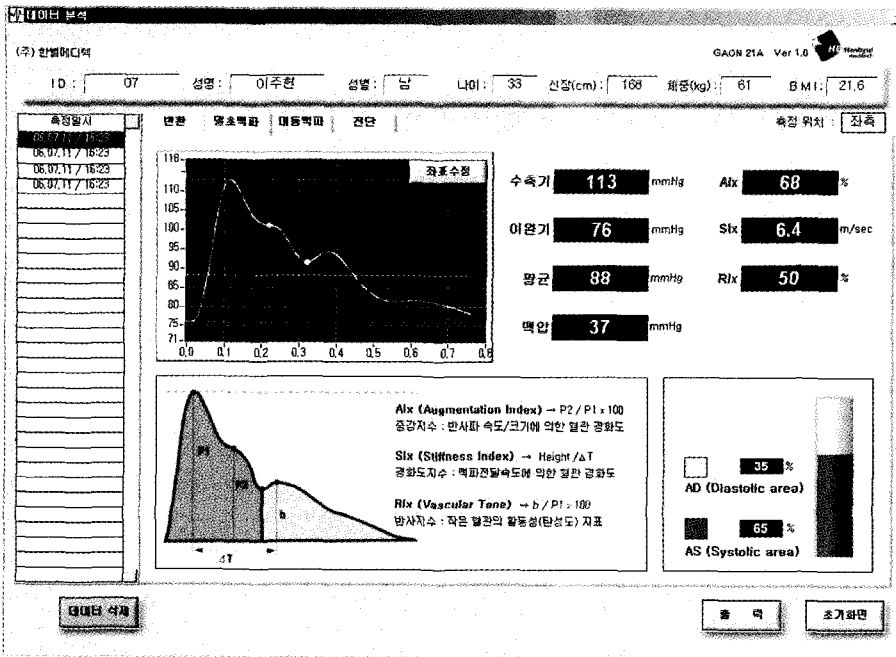 데이터 분석
(주) 한별메디텍
GAON 21A Ver 1.0
ID : 07 성명 : 이주현 성별 : 남 나이 : 33 신장(cm) : 168 체중(kg) : 61 BMI : 21.6
측정일시
06.07.11 / 16:23
06.07.11 / 16:23
06.07.11 / 16:23
06.07.11 / 16:23
변환 명초맥파 대동맥파 진단
측정 위치 : 좌측
좌표수정
118
110
105
100
95
90
85
80
75
71
0.0 0.1 0.2 0.3 0.4 0.5 0.6 0.7 0.8
수축기 113 mmHg AIx 68 %
이완기 76 mmHg SIx 6.4 m/sec
평균 88 mmHg RIx 50 %
맥압 37 mmHg
AIx (Augmentation Index) → P2 / P1 x 100
증강지수 : 반사파 속도/크기에 의한 혈관 경화도
SIx (Stiffness Index) → Height / ΔT
경화도지수 : 맥파전달속도에 의한 혈관 경화도
RIx (Vascular Tone) → b / P1 x 100
반사지수 : 작은 혈관의 활동성(탄성도) 지표
P1
P2
b
ΔT
35 %
AD (Diastolic area)
65 %
AS (Systolic area)
데이터 삭제
출 력
초기화면